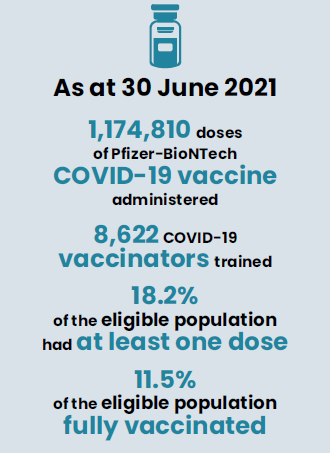 As at 30 June 2021
1,174,810 doses
of Pfizer-BioNTech
COVID-19 vaccine
administered
8,622 COVID-19
vaccinators trained
18.2%
of the eligible population
had at least one dose
11.5%
of the eligible population
fully vaccinated